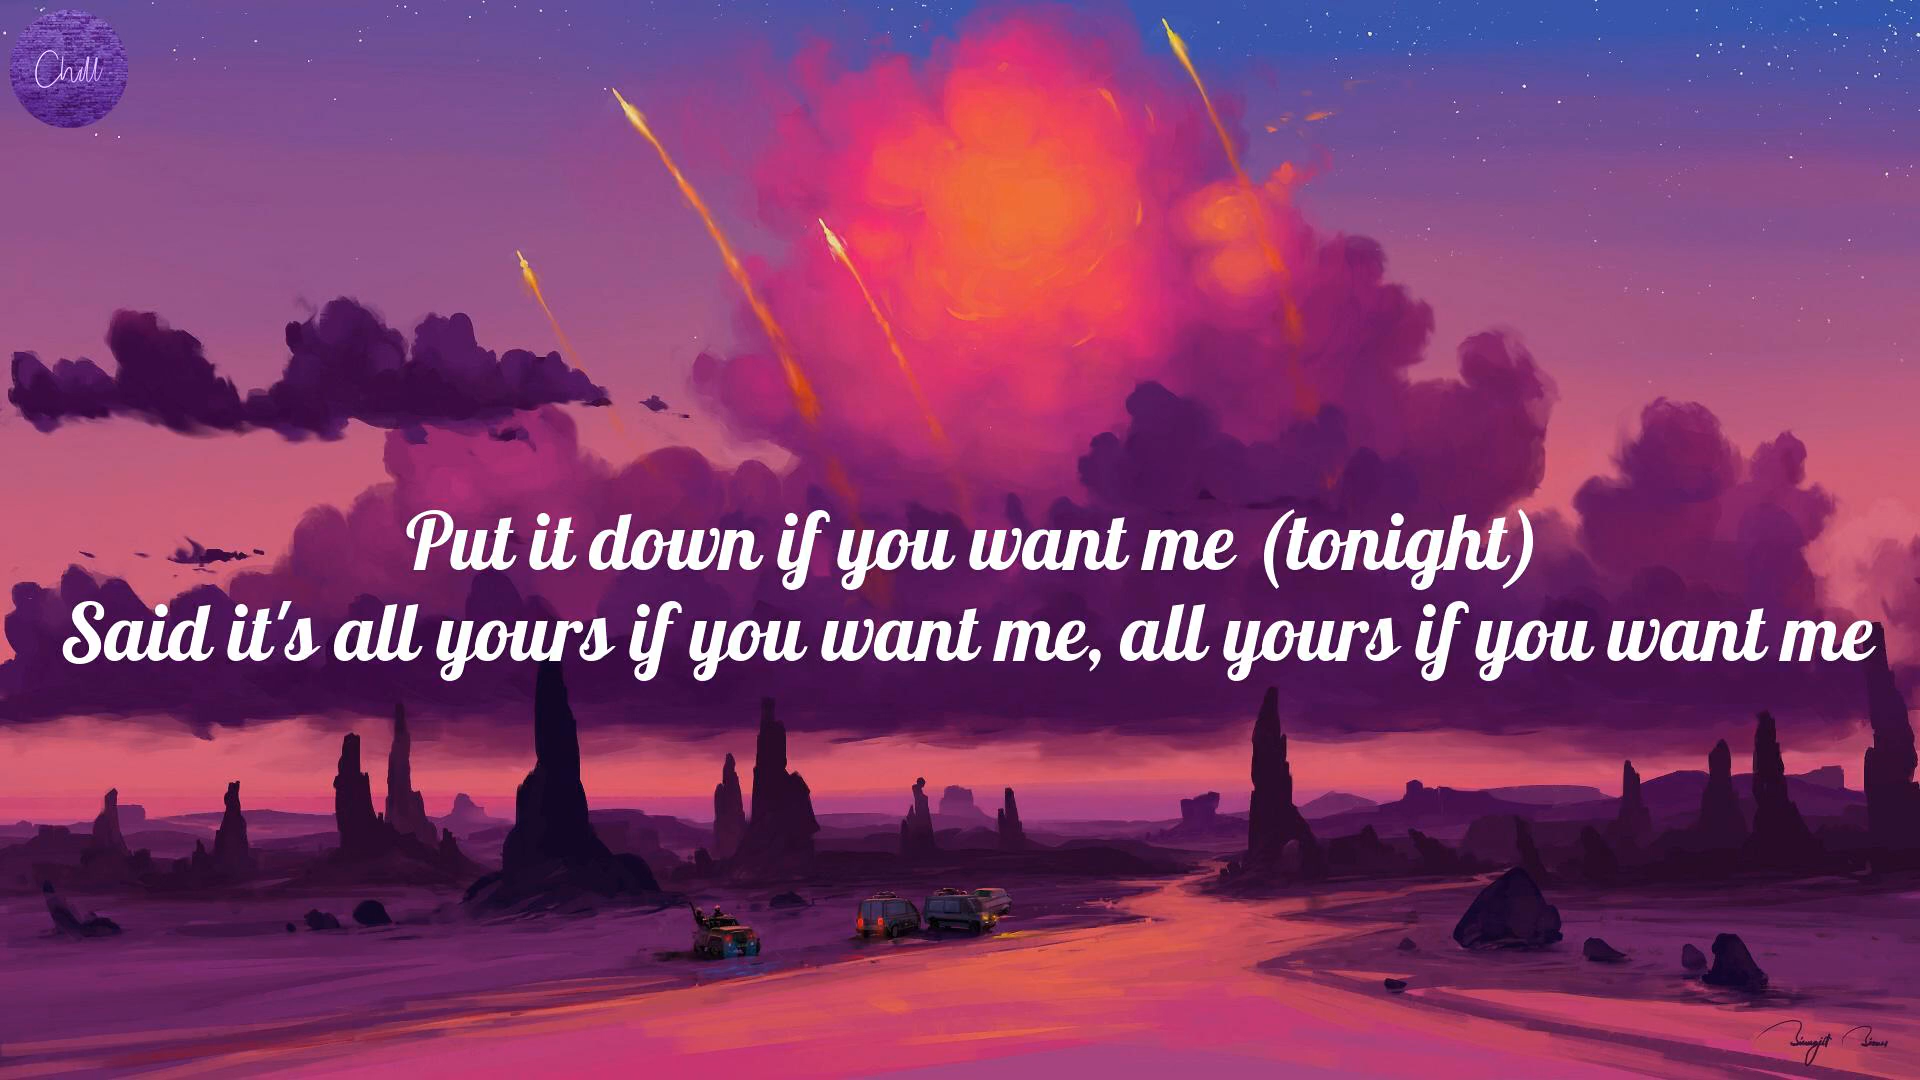 Chill
Put it down if you want me (tonight)
Said it's all yours if you want me, all yours if you want me